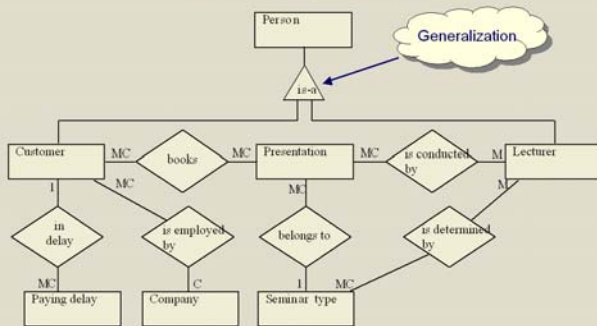 Person
Generalization
is-a
Customer
MC
books
MC
Presentation
MC
is conducted
by
M
Lecturer
1
MC
MC
M
in
delay
is employed
by
belongs to
is determined
by
MC
C
1
MC
Paying delay
Company
Seminar type